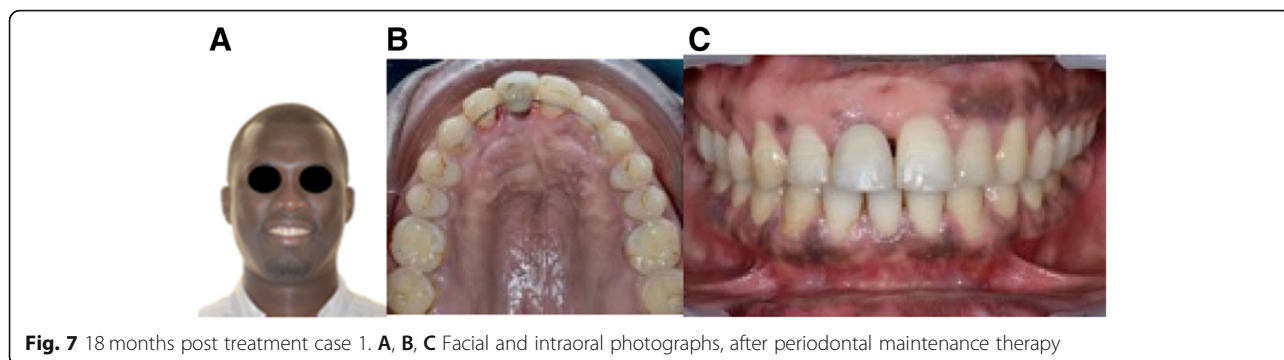 A
B
C
Fig. 7 18 months post treatment case 1. A, B, C Facial and intraoral photographs, after periodontal maintenance therapy